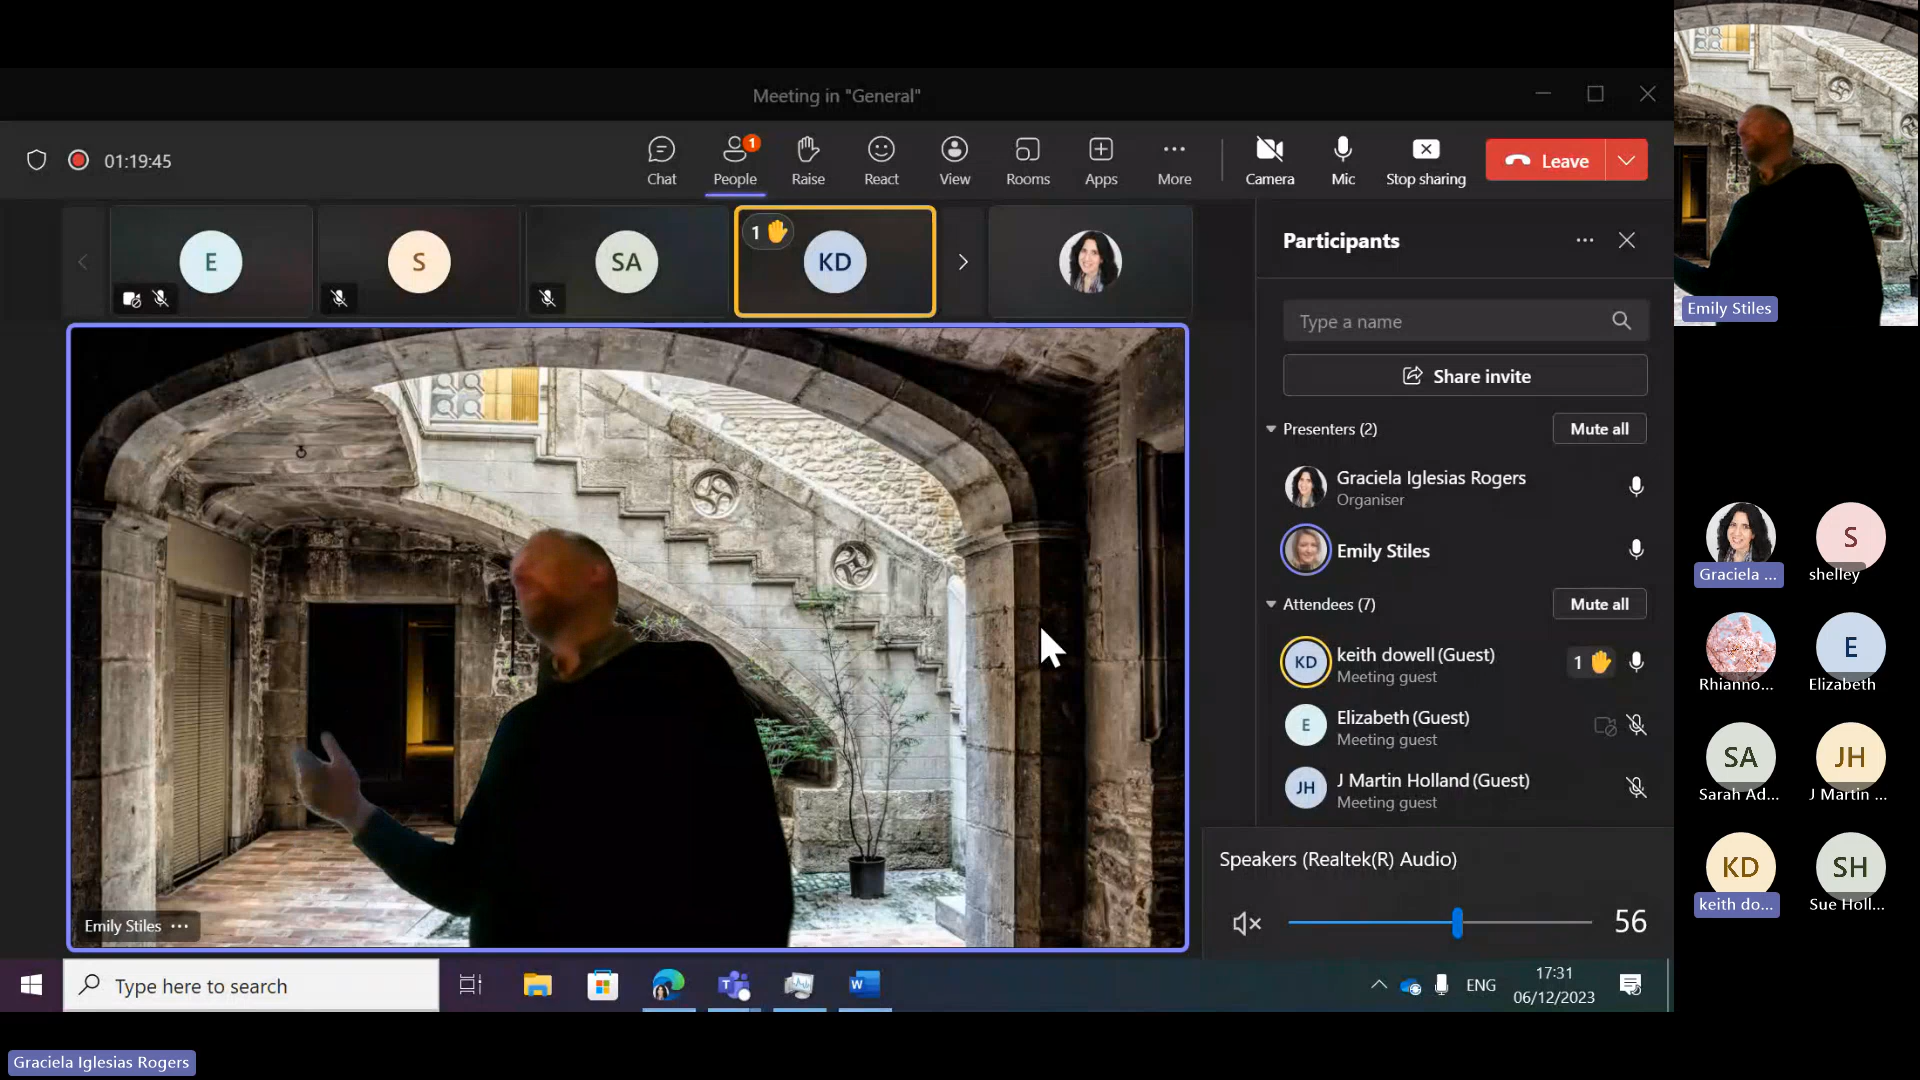 Meeting in "General"
01:19:45
Chat
1
People
Raise
React
View
Rooms
Apps
More
Camera
Mic
Stop sharing
Leave
E
S
SA
1
KD
Participants
Type a name
Share invite
Presenters (2)
Mute all
Graciela Iglesias Rogers
Organiser
Emily Stiles
Attendees (7)
Mute all
KD
keith dowell (Guest)
Meeting guest
1
E
Elizabeth (Guest)
Meeting guest
JH
J Martin Holland (Guest)
Meeting guest
Speakers (Realtek(R) Audio)
56
Emily Stiles
Type here to search
W
ENG
17:31
06/12/2023
Emily Stiles
Graciela ...
S
shelley
Rhianno...
E
Elizabeth
SA
Sarah Ad...
JH
J Martin ...
KD
keith do...
SH
Sue Holl...
Graciela Iglesias Rogers